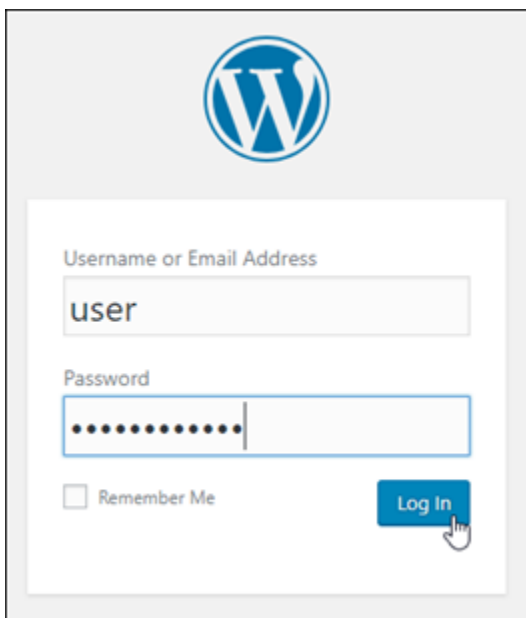 Username or Email Address
user
Password
••••••••••••
Remember Me
Log In